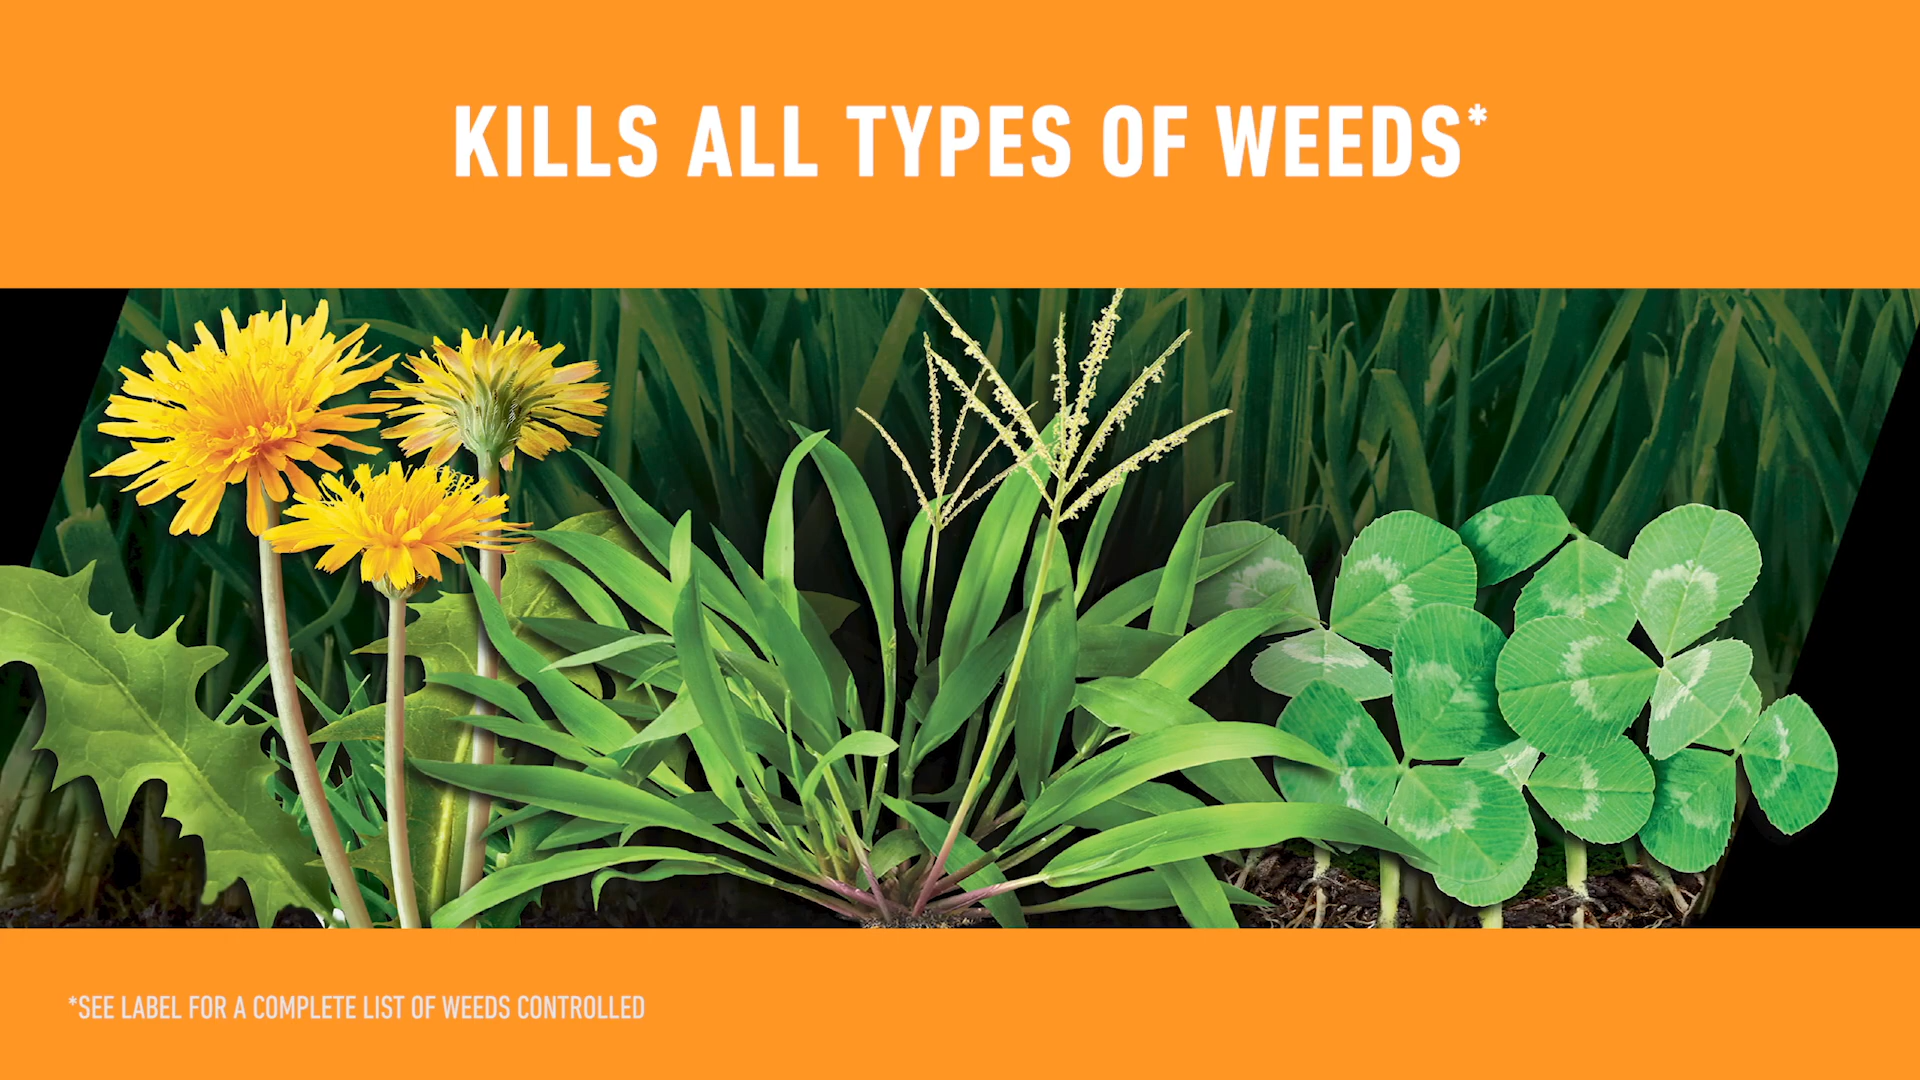 KILLS ALL TYPES OF WEEDS*
*SEE LABEL FOR A COMPLETE LIST OF WEEDS CONTROLLED